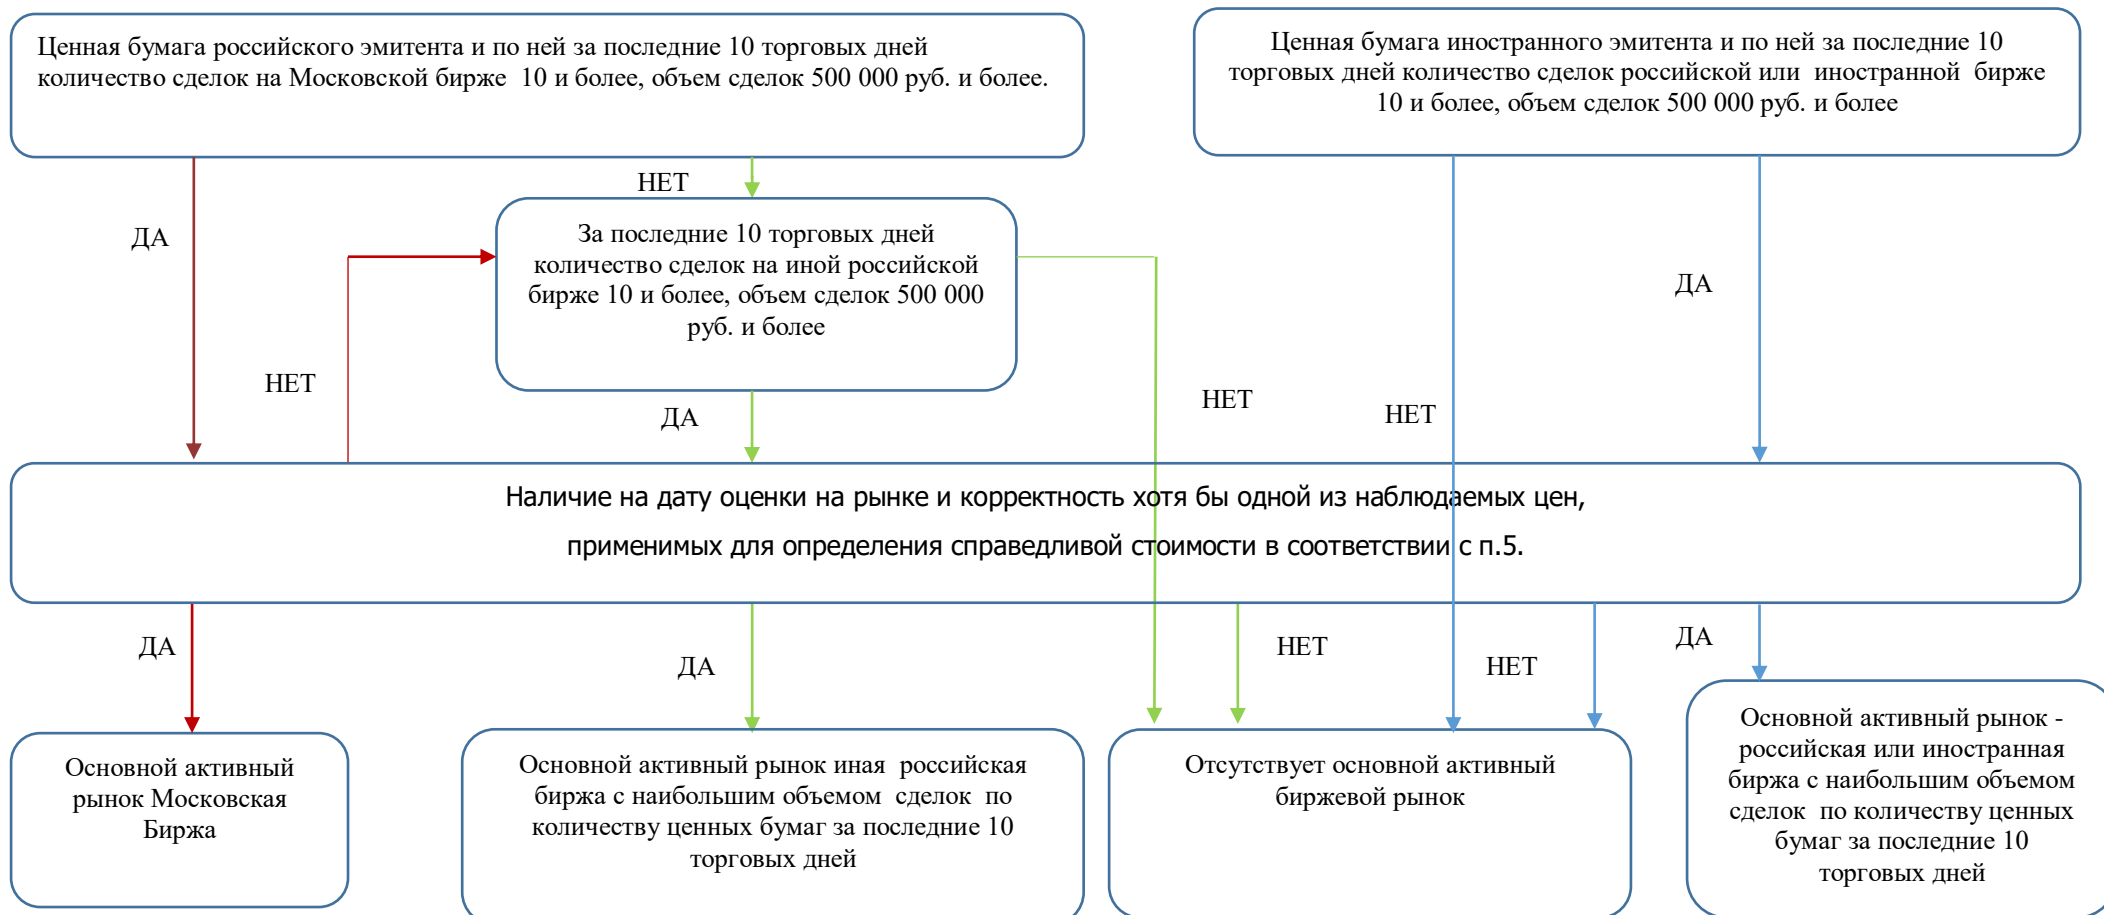 Ценная бумага российского эмитента и по ней за последние 10 торговых дней
количество сделок на Московской бирже 10 и более, объем сделок 500 000 руб. и более.
Ценная бумага иностранного эмитента и по ней за последние 10
торговых дней количество сделок российской или иностранной бирже
10 и более, объем сделок 500 000 руб. и более
НЕТ
ДА
За последние 10 торговых дней
количество сделок на иной российской
бирже 10 и более, объем сделок 500 000
руб. и более
ДА
НЕТ
ДА
НЕТ
НЕТ
Наличие на дату оценки на рынке и корректность хотя бы одной из наблюдаемых цен,
применимых для определения справедливой стоимости в соответствии с п.5.
ДА
ДА
НЕТ
НЕТ
ДА
Основной активный
рынок Московская
Биржа
Основной активный рынок иная российская
биржа с наибольшим объемом сделок по
количеству ценных бумаг за последние 10
торговых дней
Отсутствует основной активный
биржевой рынок
Основной активный рынок -
российская или иностранная
биржа с наибольшим объемом
сделок по количеству ценных
бумаг за последние 10
торговых дней